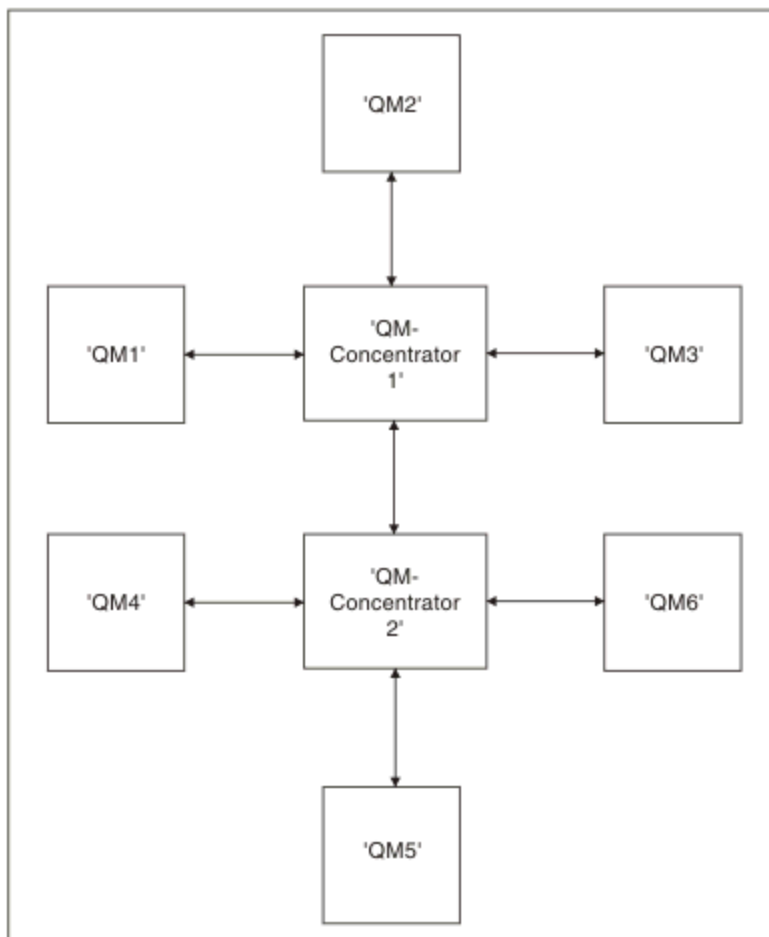 'QM2'
'QM1'
'QM-
Concentrator
1'
'QM3'
'QM4'
'QM-
Concentrator
2'
'QM6'
'QM5'